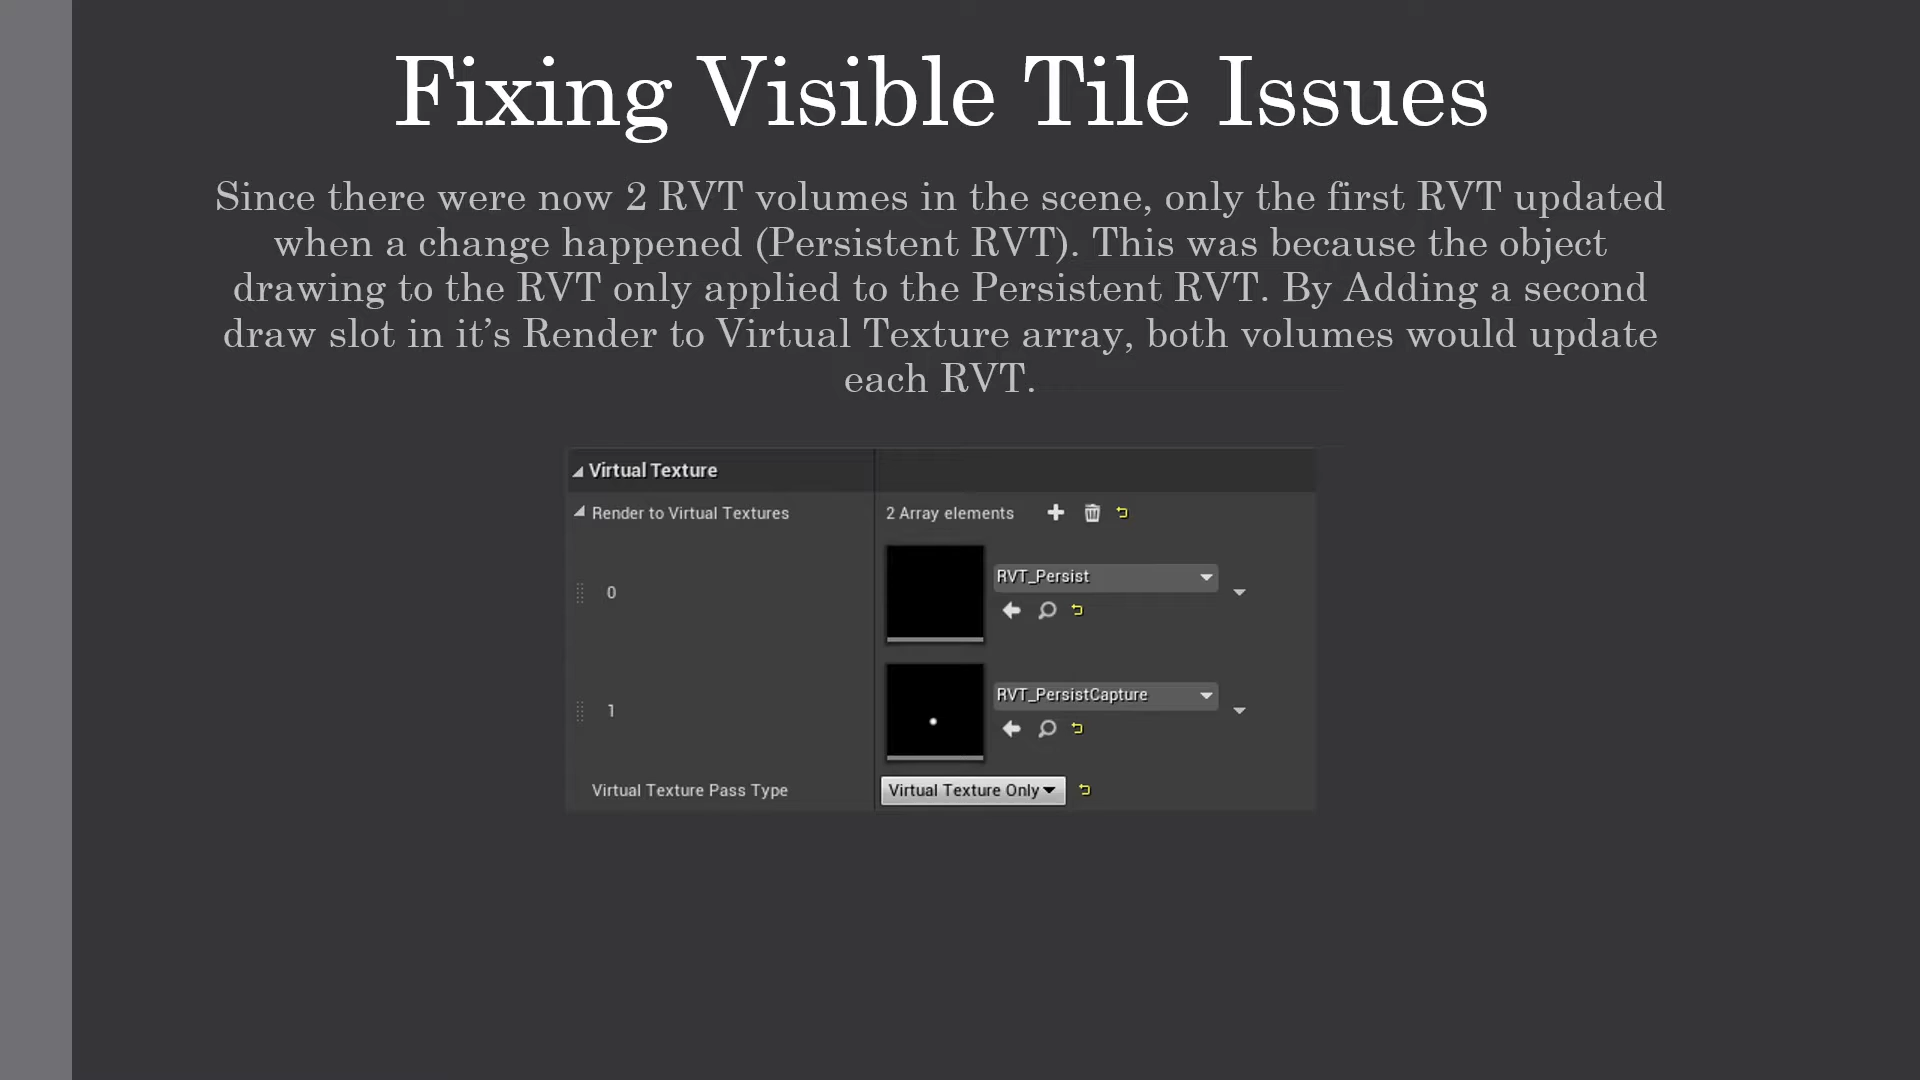 Fixing Visible Tile Issues
Since there were now 2 RVT volumes in the scene, only the first RVT updated
when a change happened (Persistent RVT). This was because the object
drawing to the RVT only applied to the Persistent RVT. By Adding a second
draw slot in it’s Render to Virtual Texture array, both volumes would update
each RVT.
Virtual Texture
Render to Virtual Textures 2 Array elements
0 RVT_Persist
1 RVT_PersistCapture
Virtual Texture Pass Type Virtual Texture Only